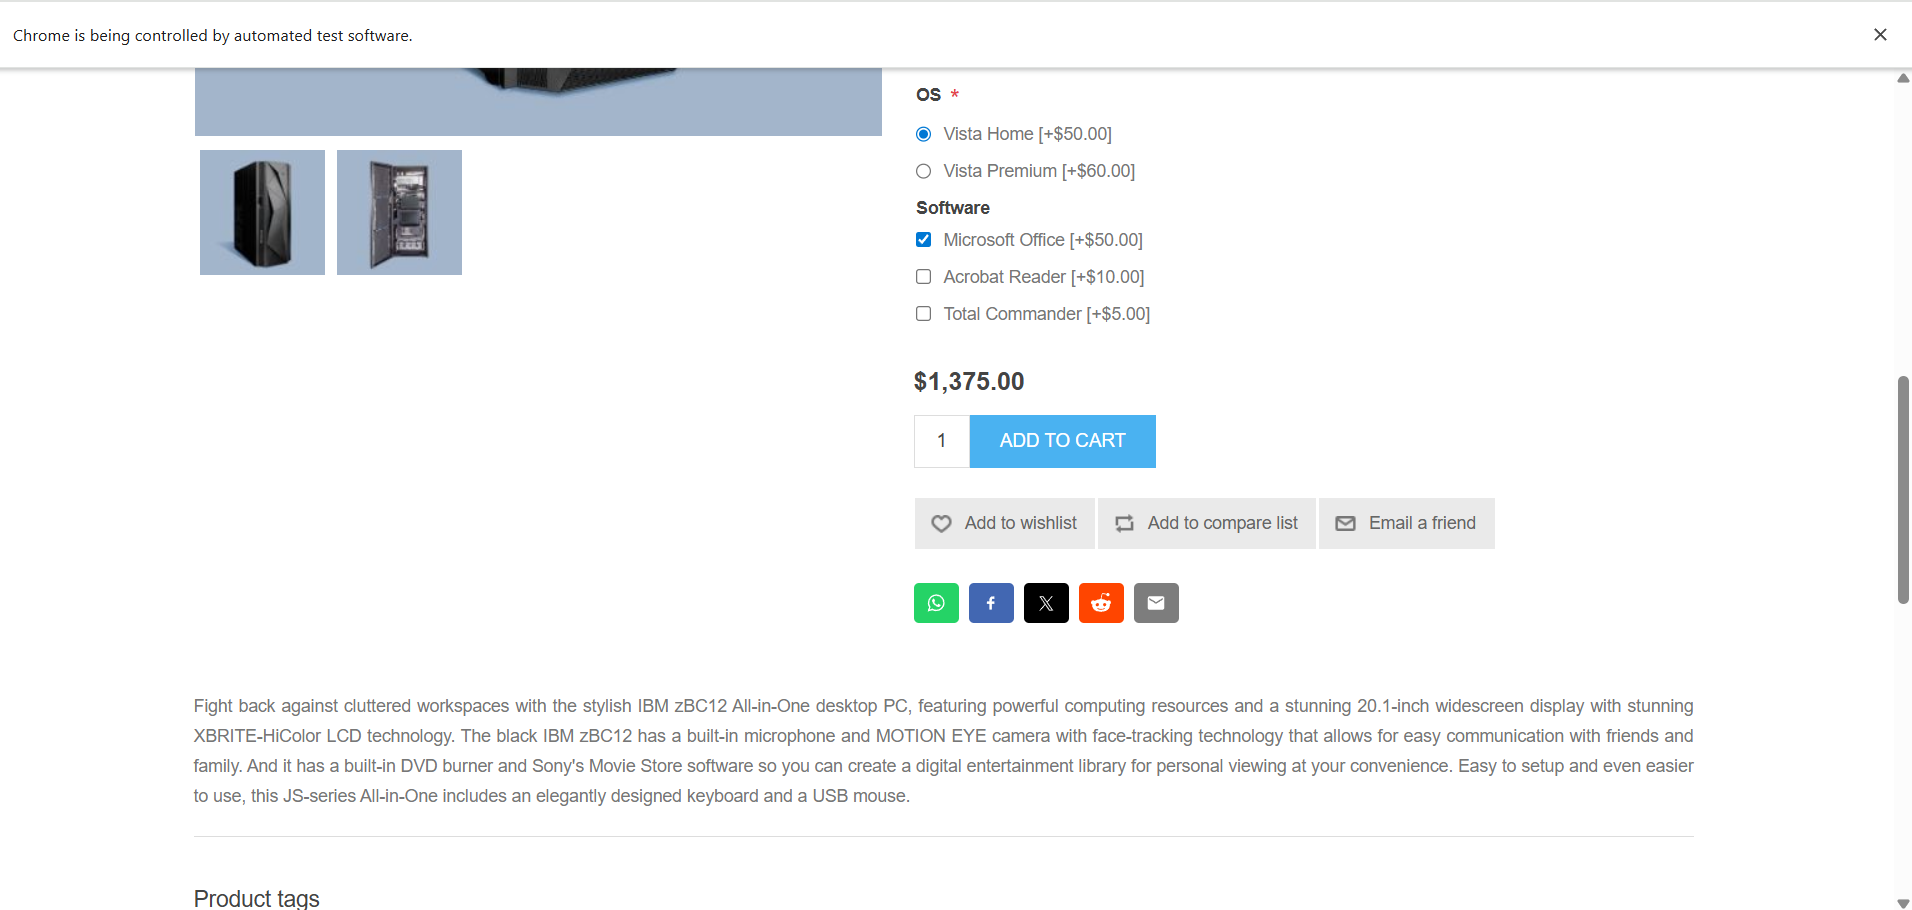 Chrome is being controlled by automated test software.
OS *
Vista Home [+$50.00]
Vista Premium [+$60.00]
Software
Microsoft Office [+$50.00]
Acrobat Reader [+$10.00]
Total Commander [+$5.00]
$1,375.00
1 ADD TO CART
Add to wishlist Add to compare list Email a friend
Fight back against cluttered workspaces with the stylish IBM zBC12 All-in-One desktop PC, featuring powerful computing resources and a stunning 20.1-inch widescreen display with stunning
XBRITE-HiColor LCD technology. The black IBM zBC12 has a built-in microphone and MOTION EYE camera with face-tracking technology that allows for easy communication with friends and
family. And it has a built-in DVD burner and Sony's Movie Store software so you can create a digital entertainment library for personal viewing at your convenience. Easy to setup and even easier
to use, this JS-series All-in-One includes an elegantly designed keyboard and a USB mouse.
Product tags